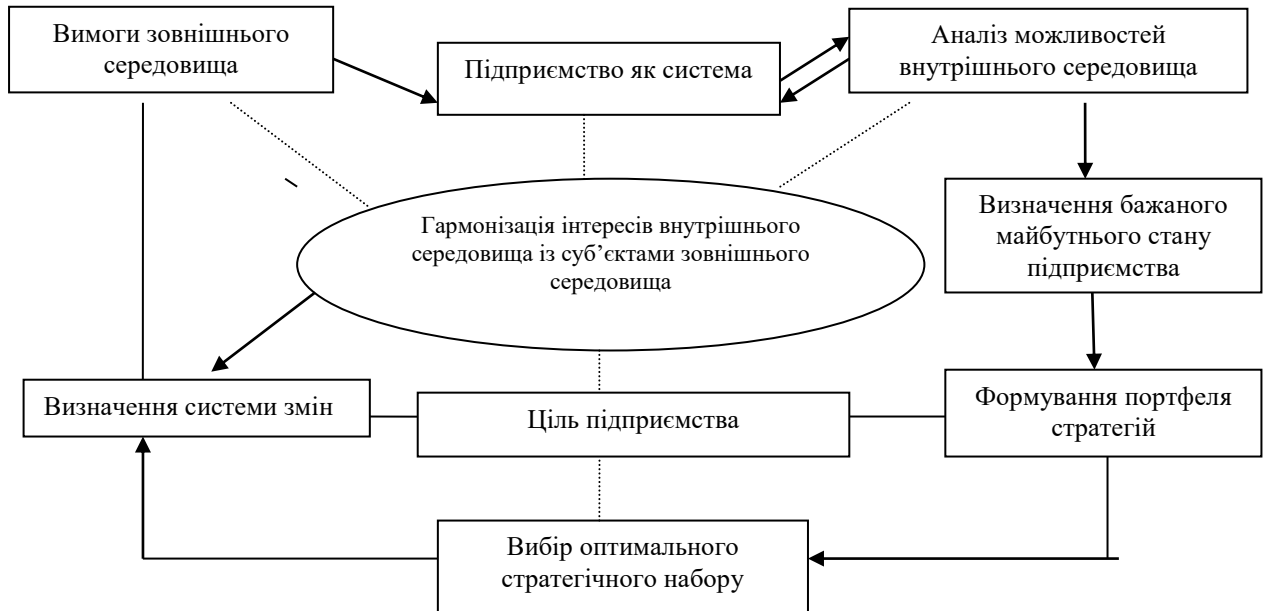 Вимоги зовнішнього
середовища
Підприємство як система
Аналіз можливостей
внутрішнього середовища
Гармонізація інтересів внутрішнього
середовища із суб’єктами зовнішнього
середовища
Визначення бажаного
майбутнього стану
підприємства
Визначення системи змін
Ціль підприємства
Формування портфеля
стратегій
Вибір оптимального
стратегічного набору